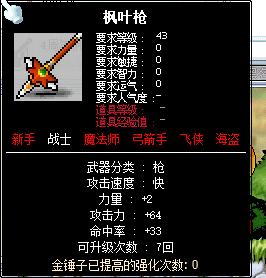 枫叶枪
要求等级: 43
要求力量: 0
要求敏捷: 0
要求智力: 0
要求运气: 0
要求人气度: -
道具等级: -
道具经验值: -
新手 战士 魔法师 弓箭手 飞侠 海盗
武器分类 : 枪
攻击速度 : 快
力量 : +2
攻击力 : +64
命中率 : +33
可升级次数 : 7回
金锤子已提高的强化次数: 0